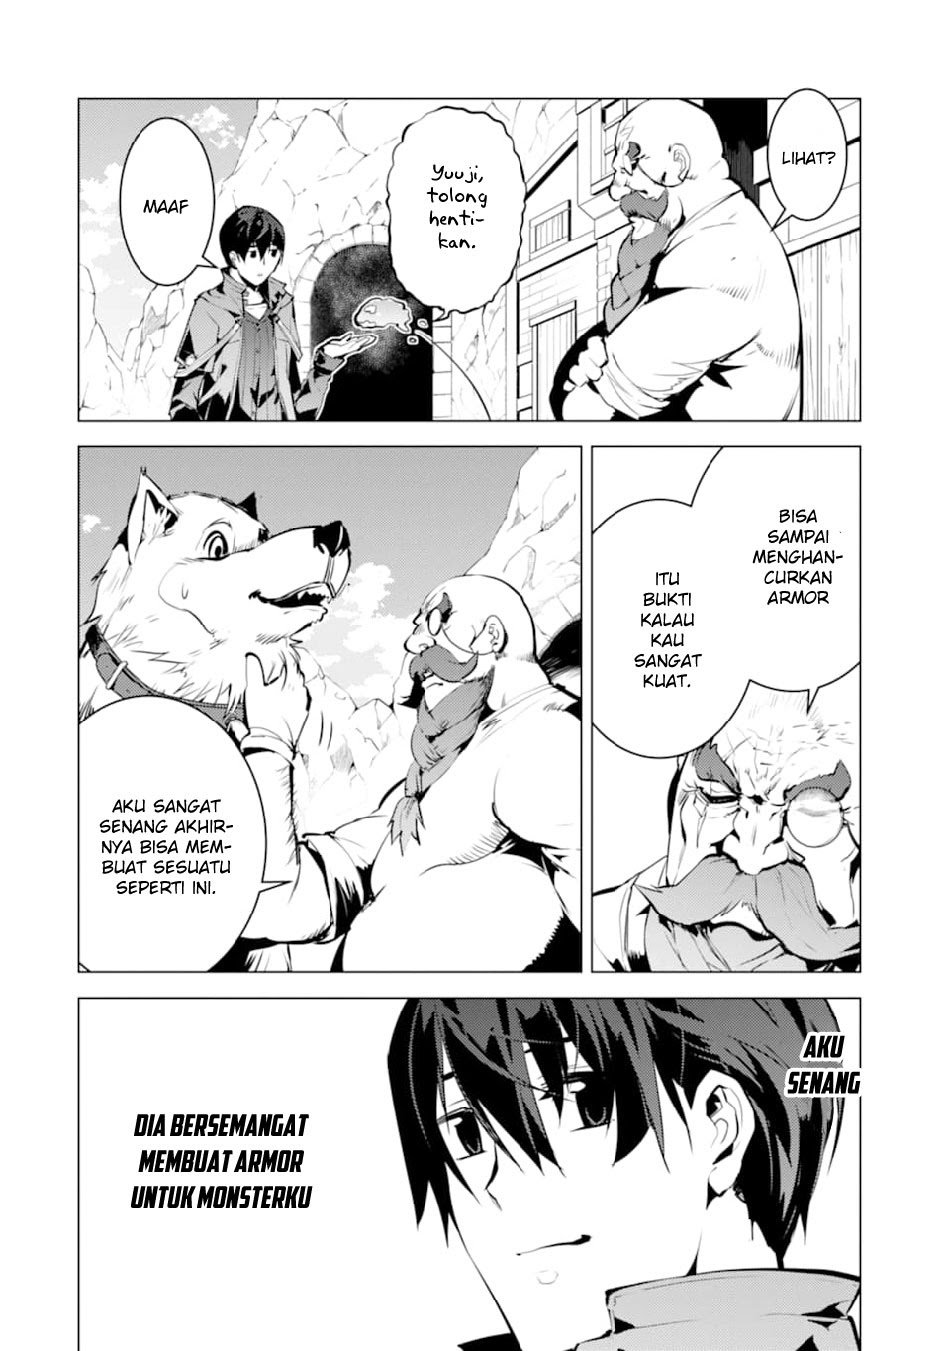 LIHAT?
Yuuji,
tolong
henti-
kan.
MAAF
BISA
SAMPAI
MENGHAN-
CURKAN
ARMOR
ITU
BUKTI
KALAU
KAU
SANGAT
KUAT.
AKU SANGAT
SENANG AKHIR-
NYA BISA MEM-
BUAT SESUATU
SEPERTI INI.
AKU
SENANG
DIA BERSEMANGAT
MEMBUAT ARMOR
UNTUK MONSTERKU